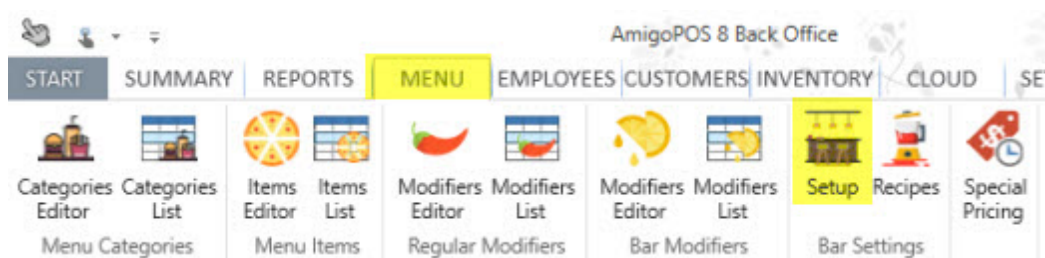 AmigoPOS 8 Back Office
START SUMMARY REPORTS MENU EMPLOYEES CUSTOMERS INVENTORY CLOUD SE
Categories Categories Items Items Modifiers Modifiers Modifiers Modifiers Setup Recipes Special
Editor List Editor List Editor List Editor List Pricing
Menu Categories Menu Items Regular Modifiers Bar Modifiers Bar Settings